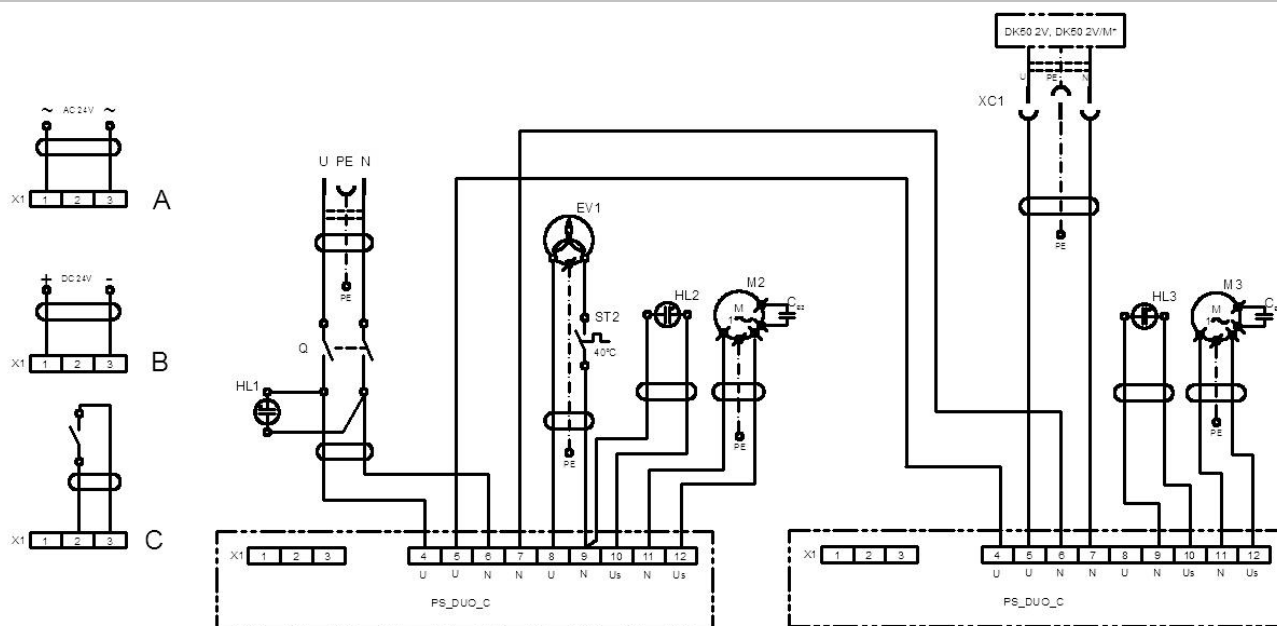 DK50 2V, DK50 2V/M*
U PE N
XC1
PE
~ AC 24V ~
X1 1 2 3 A
+ DC 24V -
X1 1 2 3 B
X1 1 2 3 C
U PE N
PE
Q
HL1
EV1
ST2
40°C
PE
HL2
M2
M
1~
PE
HL3
M3
M
1~
PE
X1 1 2 3
4 5 6 7 8 9 10 11 12
U U N N U N Us N Us
PS_DUO_C
X1 1 2 3
4 5 6 7 8 9 10 11 12
U U N N U N Us N Us
PS_DUO_C